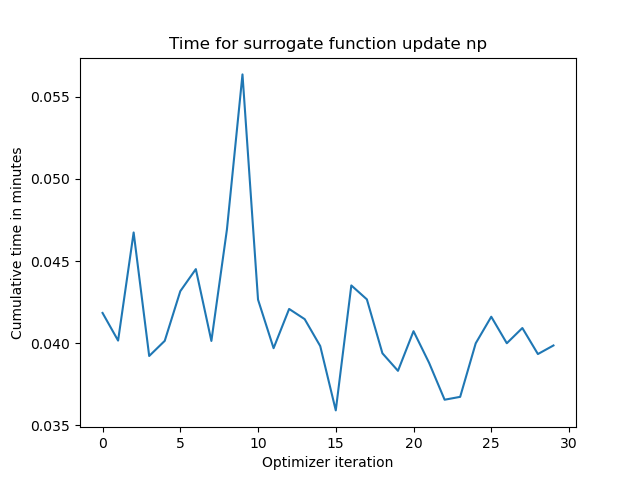 Time for surrogate function update np
Cumulative time in minutes
0.055
0.050
0.045
0.040
0.035
0 5 10 15 20 25 30
Optimizer iteration